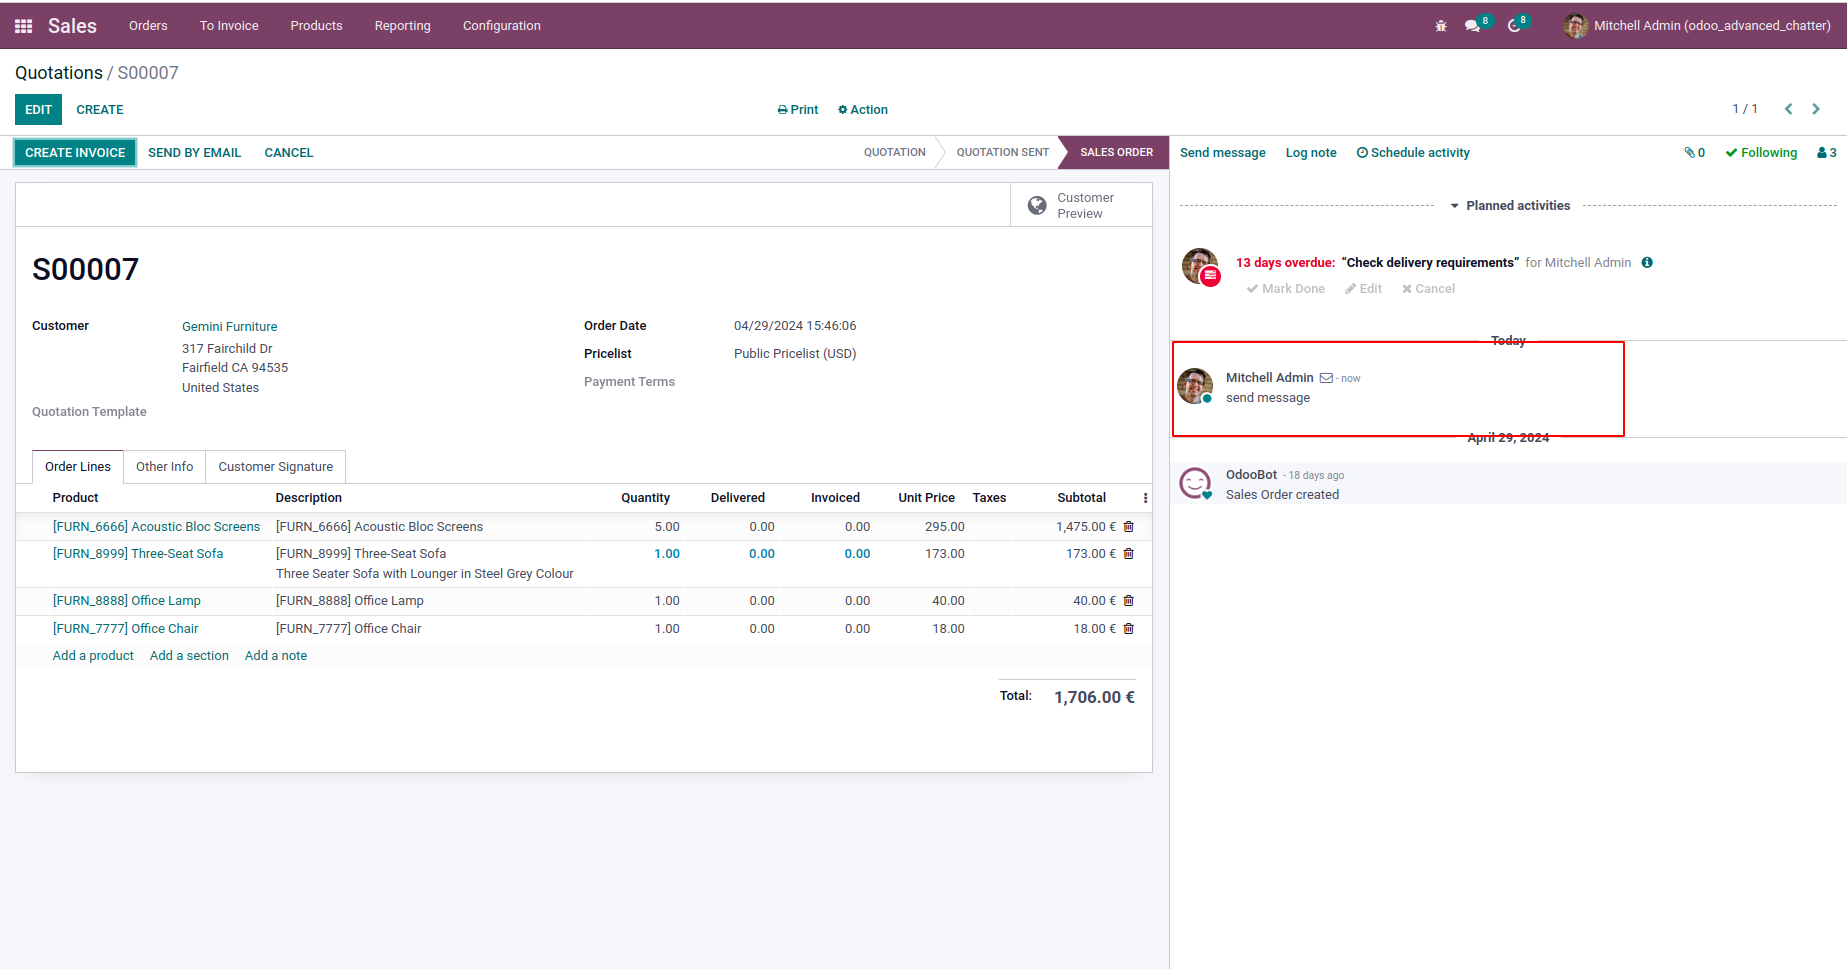 Sales Orders To Invoice Products Reporting Configuration 8 8 Mitchell Admin (odoo_advanced_chatter)
Quotations / S00007
EDIT CREATE Print Action 1 / 1
CREATE INVOICE SEND BY EMAIL CANCEL QUOTATION QUOTATION SENT SALES ORDER Send message Log note Schedule activity 0 Following 3
Customer
Preview
Planned activities
S00007
13 days overdue: “Check delivery requirements” for Mitchell Admin
Mark Done Edit Cancel
Customer Gemini Furniture
317 Fairchild Dr
Fairfield CA 94535
United States
Quotation Template
Order Date 04/29/2024 15:46:06
Pricelist Public Pricelist (USD)
Payment Terms
Today
Mitchell Admin - now
send message
April 29, 2024
OdooBot - 18 days ago
Sales Order created
Order Lines Other Info Customer Signature
Product Description Quantity Delivered Invoiced Unit Price Taxes Subtotal
[FURN_6666] Acoustic Bloc Screens [FURN_6666] Acoustic Bloc Screens 5.00 0.00 0.00 295.00 1,475.00 €
[FURN_8999] Three-Seat Sofa [FURN_8999] Three-Seat Sofa 1.00 0.00 0.00 173.00 173.00 €
Three Seater Sofa with Lounger in Steel Grey Colour
[FURN_8888] Office Lamp [FURN_8888] Office Lamp 1.00 0.00 0.00 40.00 40.00 €
[FURN_7777] Office Chair [FURN_7777] Office Chair 1.00 0.00 0.00 18.00 18.00 €
Add a product Add a section Add a note
Total: 1,706.00 €